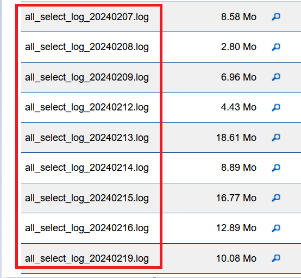 all_select_log_20240207.log 8.58 Mo
all_select_log_20240208.log 2.80 Mo
all_select_log_20240209.log 6.96 Mo
all_select_log_20240212.log 4.43 Mo
all_select_log_20240213.log 18.61 Mo
all_select_log_20240214.log 8.89 Mo
all_select_log_20240215.log 16.77 Mo
all_select_log_20240216.log 12.89 Mo
all_select_log_20240219.log 10.08 Mo